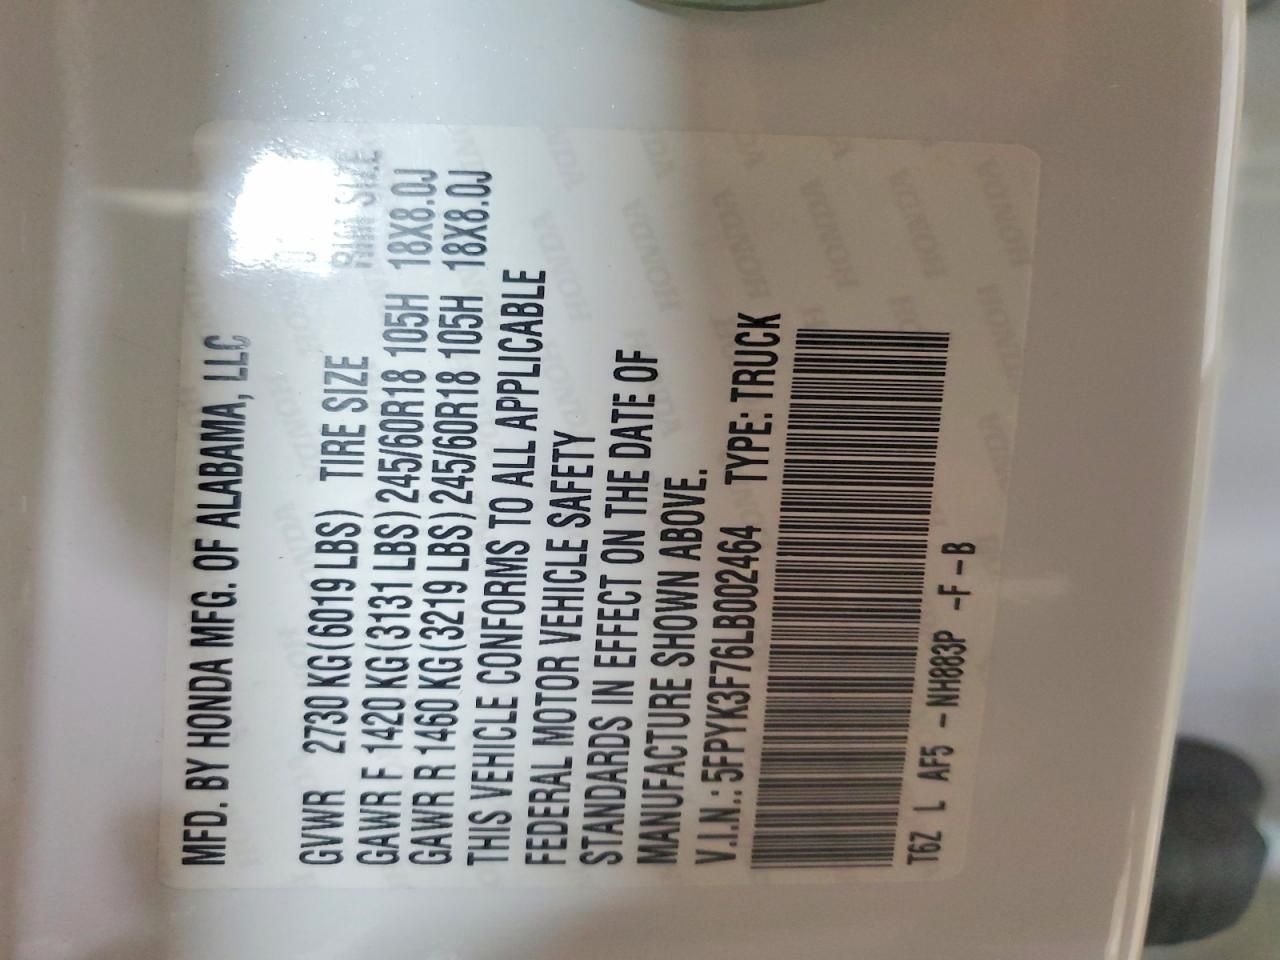 MFD. BY HONDA MFG. OF ALABAMA, LLC
GVWR 2730 KG(6019 LBS) TIRE SIZE RIM SIZE
GAWR F 1420 KG(3131 LBS) 245/60R18 105H 18X8.0J
GAWR R 1460 KG(3219 LBS) 245/60R18 105H 18X8.0J
THIS VEHICLE CONFORMS TO ALL APPLICABLE
FEDERAL MOTOR VEHICLE SAFETY
STANDARDS IN EFFECT ON THE DATE OF
MANUFACTURE SHOWN ABOVE.
V.I.N.:5FPYK3F76LB002464 TYPE: TRUCK
T6Z L AF5 -NH883P -F-B